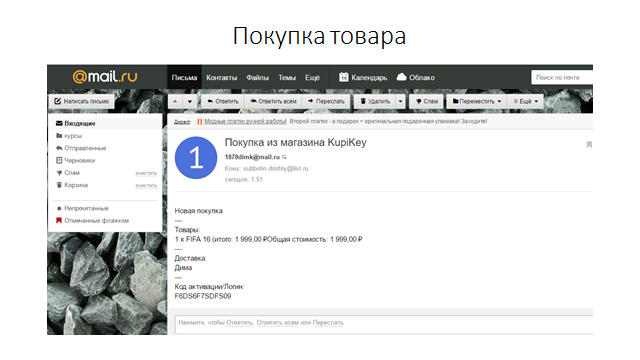 Покупка товара
@mail.ru Письма Контакты Файлы Темы Ещё Календарь Облако Поиск по почте
Написать письмо Ответить Ответить всем Переслать Удалить Спам Переместить Ещё
Входящие
курсы
Отправленные
Черновики
Спам очистить
Корзина очистить
Непрочитанные
Отмеченные флажком
Директ Модные платки ручной работы! Второй платок - в подарок + оригинальная подарочная упаковка! Заходите!
1
Покупка из магазина KupiKey
1878dimk@mail.ru
Кому: subbotin.dmitriy@list.ru
сегодня, 1:51
Новая покупка
---
Товары:
1 x FIFA 16 (итого: 1 999,00 ₽Общая стоимость: 1 999,00 ₽
---
Доставка:
Дима
---
Код активации/Логин:
F6DS6F7SDFS09
Нажмите, чтобы Ответить, Ответить всем или Переслать